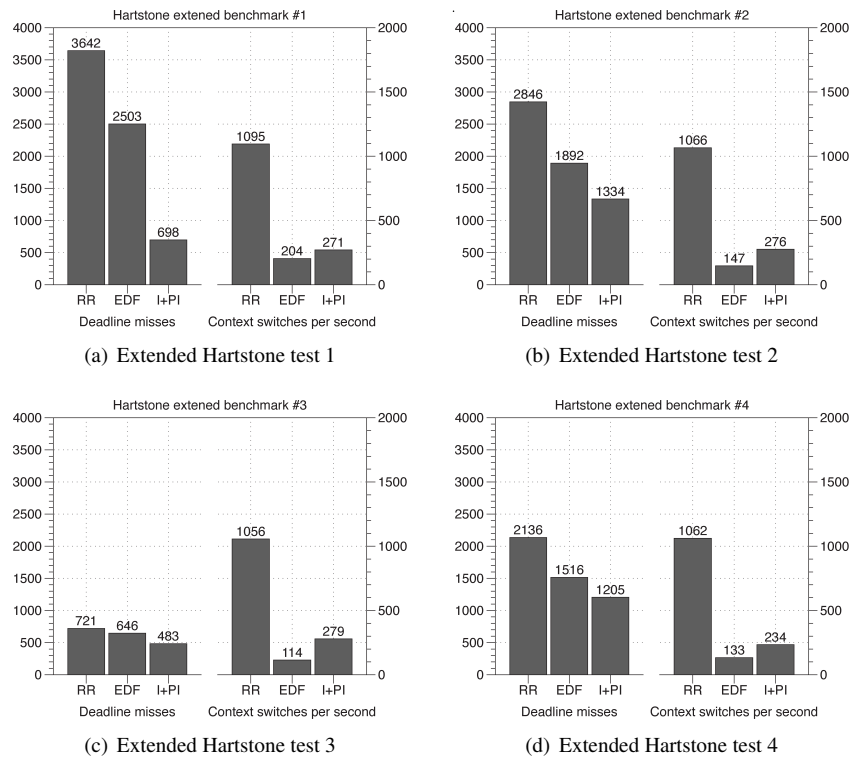 Hartstone extened benchmark #1
4000 3500 3000 2500 2000 1500 1000 500 0
3642 2503 698
1095 204 271
2000 1500 1000 500 0
RR EDF I+PI RR EDF I+PI
Deadline misses Context switches per second
(a) Extended Hartstone test 1
Hartstone extened benchmark #2
4000 3500 3000 2500 2000 1500 1000 500 0
2846 1892 1334
1066 147 276
2000 1500 1000 500 0
RR EDF I+PI RR EDF I+PI
Deadline misses Context switches per second
(b) Extended Hartstone test 2
Hartstone extened benchmark #3
4000 3500 3000 2500 2000 1500 1000 500 0
721 646 483
1056 114 279
2000 1500 1000 500 0
RR EDF I+PI RR EDF I+PI
Deadline misses Context switches per second
(c) Extended Hartstone test 3
Hartstone extened benchmark #4
4000 3500 3000 2500 2000 1500 1000 500 0
2136 1516 1205
1062 133 234
2000 1500 1000 500 0
RR EDF I+PI RR EDF I+PI
Deadline misses Context switches per second
(d) Extended Hartstone test 4